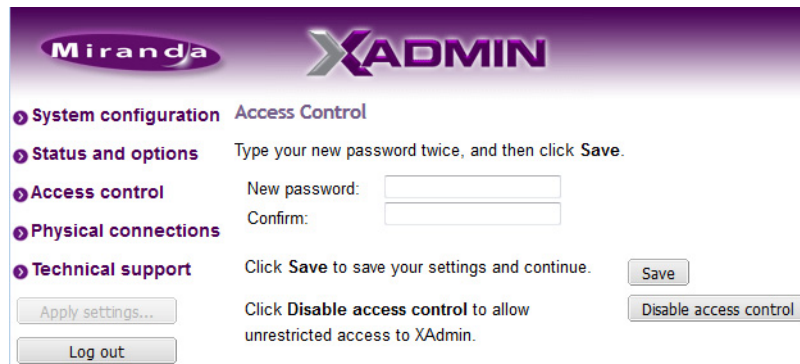 Miranda
XADMIN
System configuration
Status and options
Access control
Physical connections
Technical support
Apply settings...
Log out
Access Control
Type your new password twice, and then click Save.
New password:
Confirm:
Click Save to save your settings and continue.
Save
Click Disable access control to allow
unrestricted access to XAdmin.
Disable access control